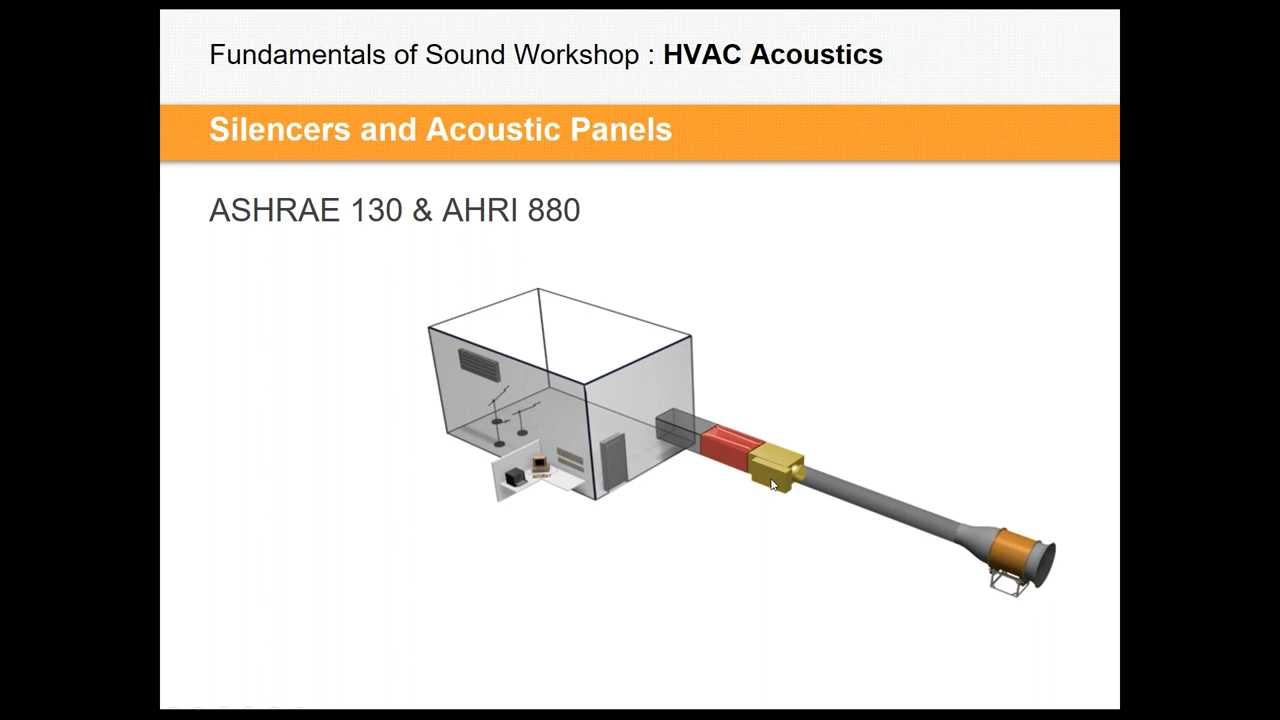 Fundamentals of Sound Workshop : HVAC Acoustics
Silencers and Acoustic Panels
ASHRAE 130 & AHRI 880